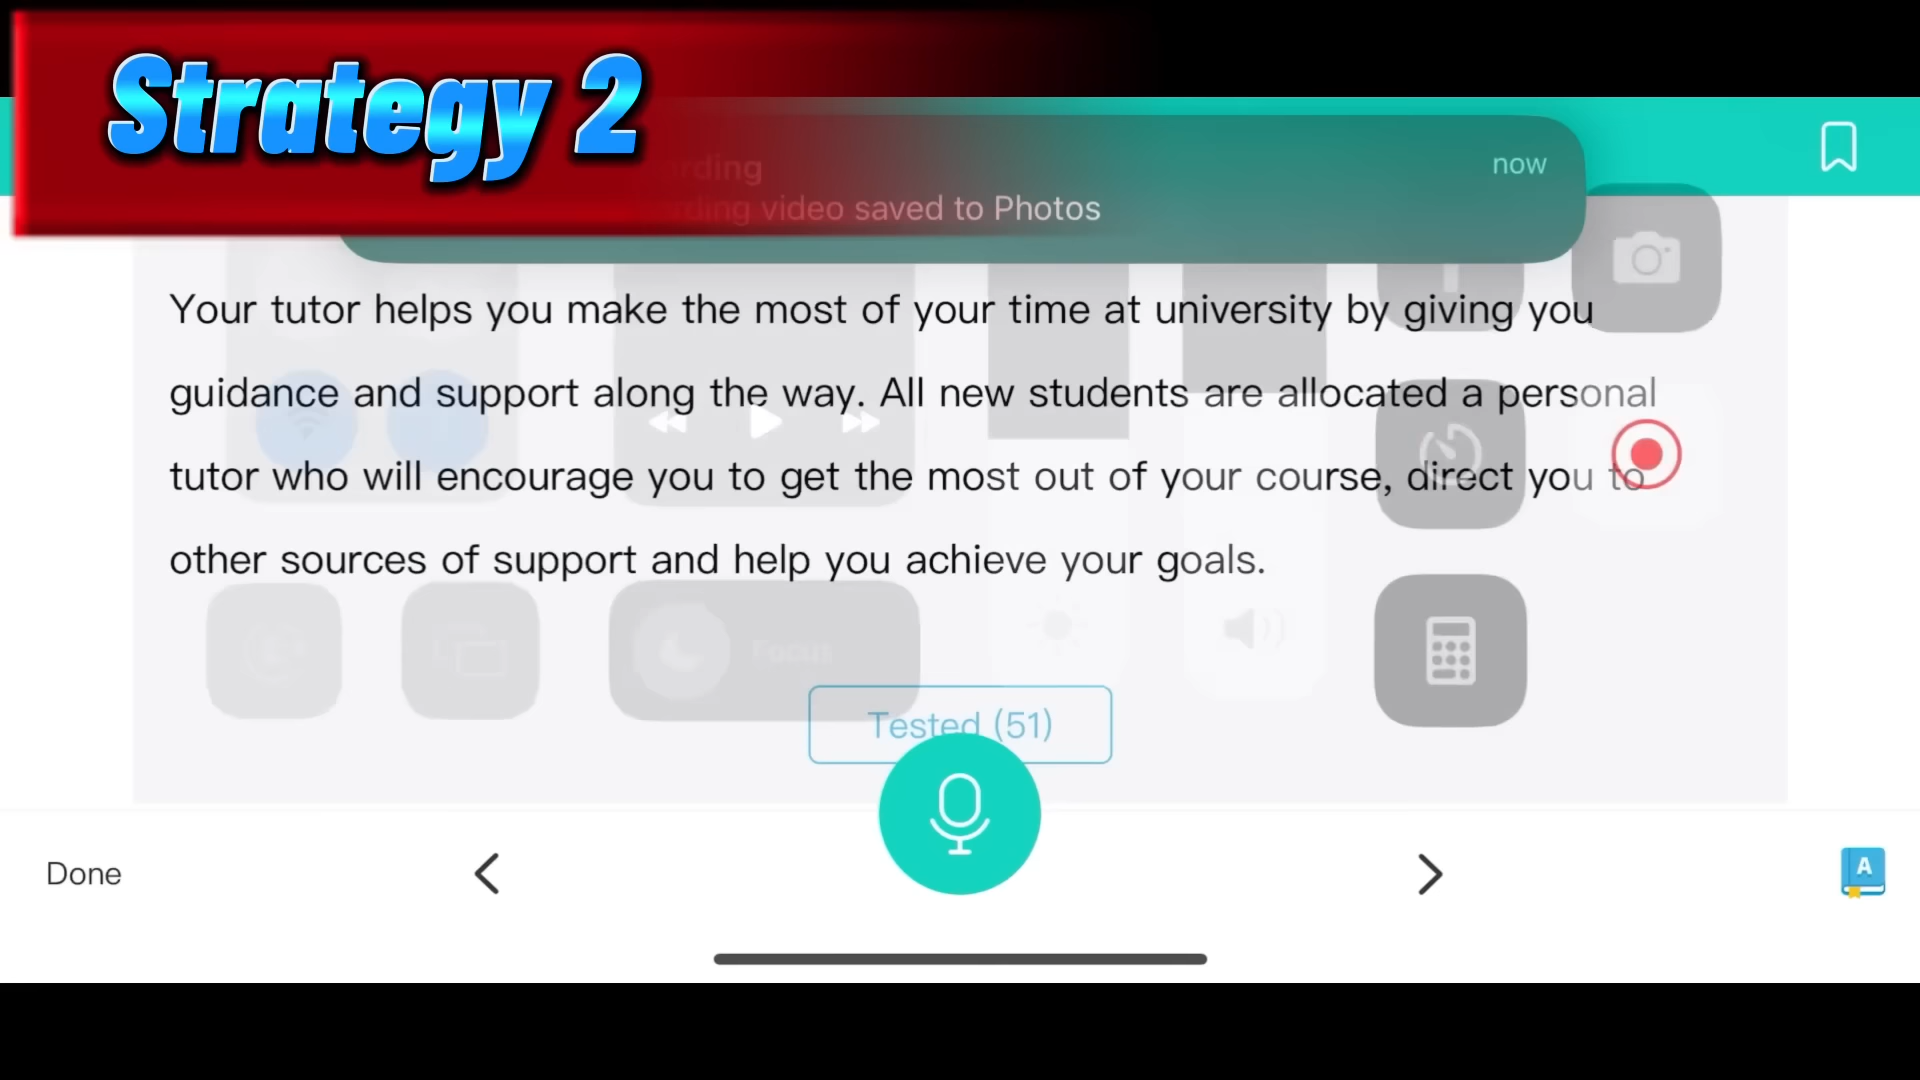 Strategy 2
now
video saved to Photos
Your tutor helps you make the most of your time at university by giving you
guidance and support along the way. All new students are allocated a personal
tutor who will encourage you to get the most out of your course, direct you to
other sources of support and help you achieve your goals.
Focus
Tested (51)
Done
A